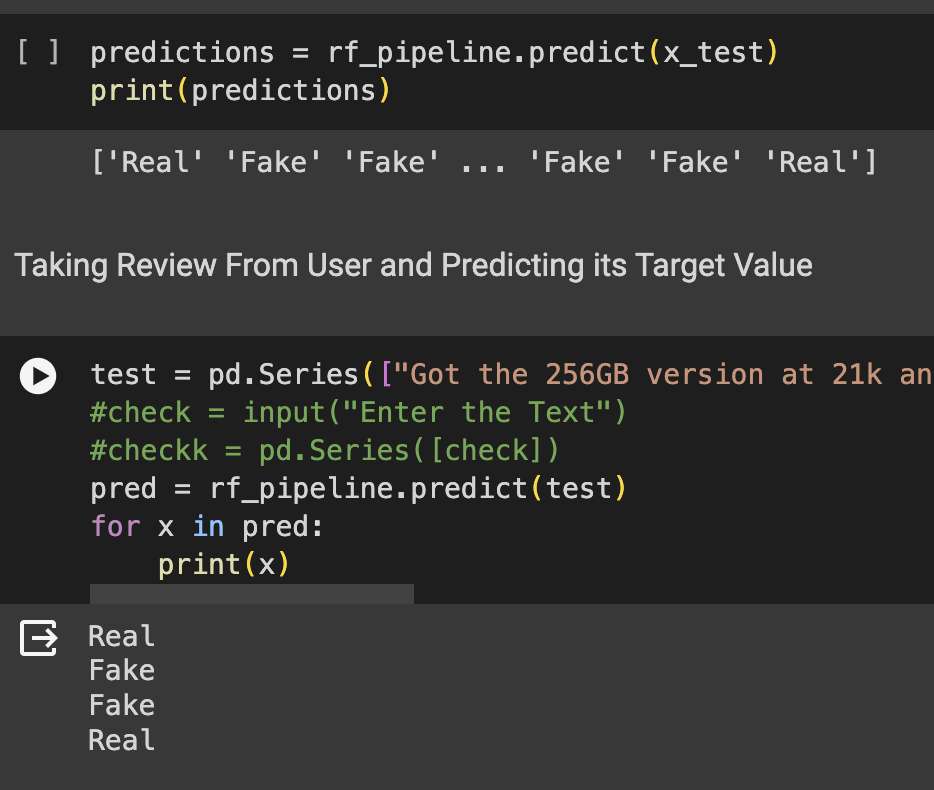 [ ] predictions = rf_pipeline.predict(x_test)
print(predictions)
['Real' 'Fake' 'Fake' ... 'Fake' 'Fake' 'Real']
Taking Review From User and Predicting its Target Value
test = pd.Series(["Got the 256GB version at 21k an
#check = input("Enter the Text")
#checkk = pd.Series([check])
pred = rf_pipeline.predict(test)
for x in pred:
    print(x)
Real
Fake
Fake
Real